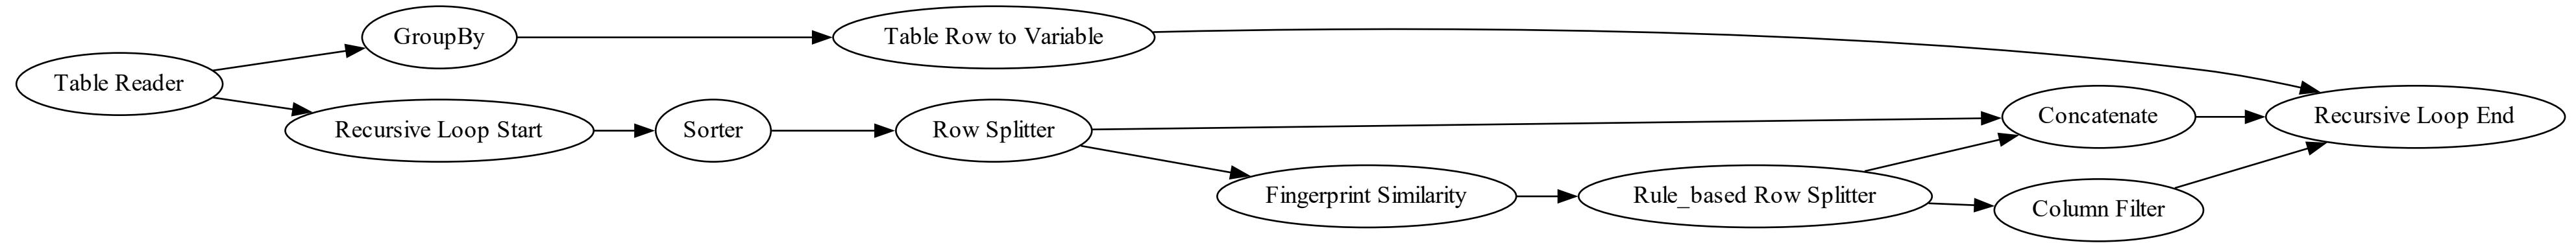 Table Reader
GroupBy
Table Row to Variable
Recursive Loop Start
Sorter
Row Splitter
Fingerprint Similarity
Rule_based Row Splitter
Concatenate
Column Filter
Recursive Loop End